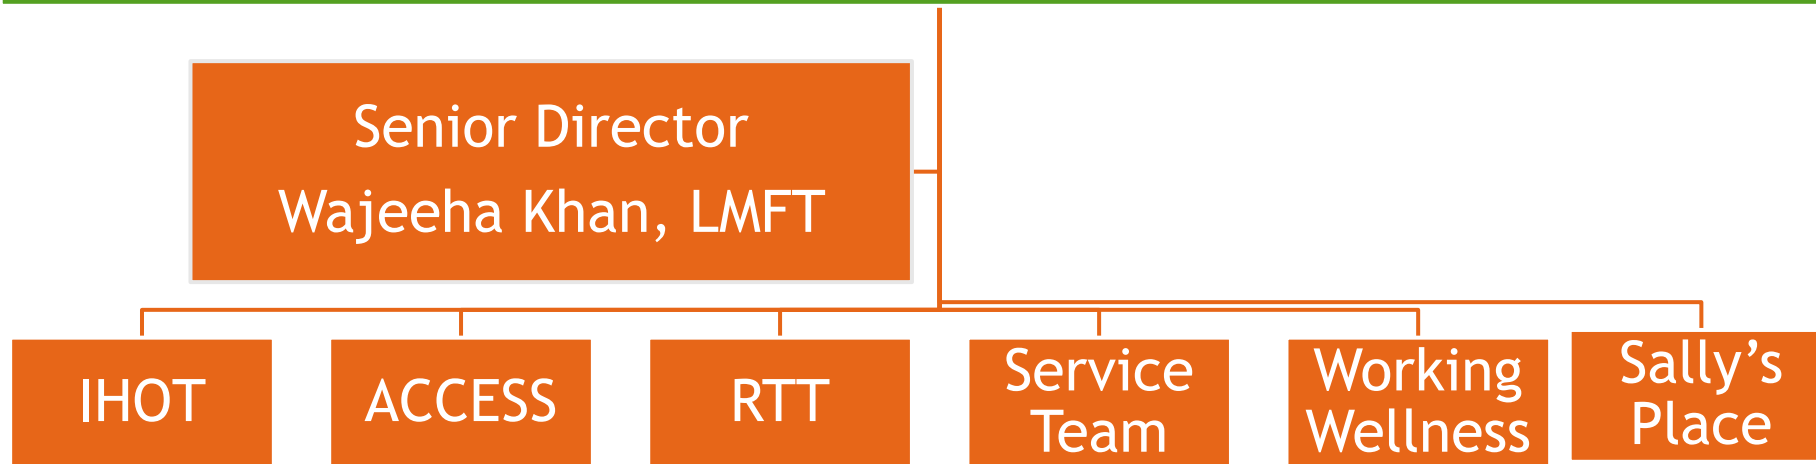 Senior Director
Wajeeha Khan, LMFT
IHOT
ACCESS
RTT
Service
Team
Working
Wellness
Sally’s
Place